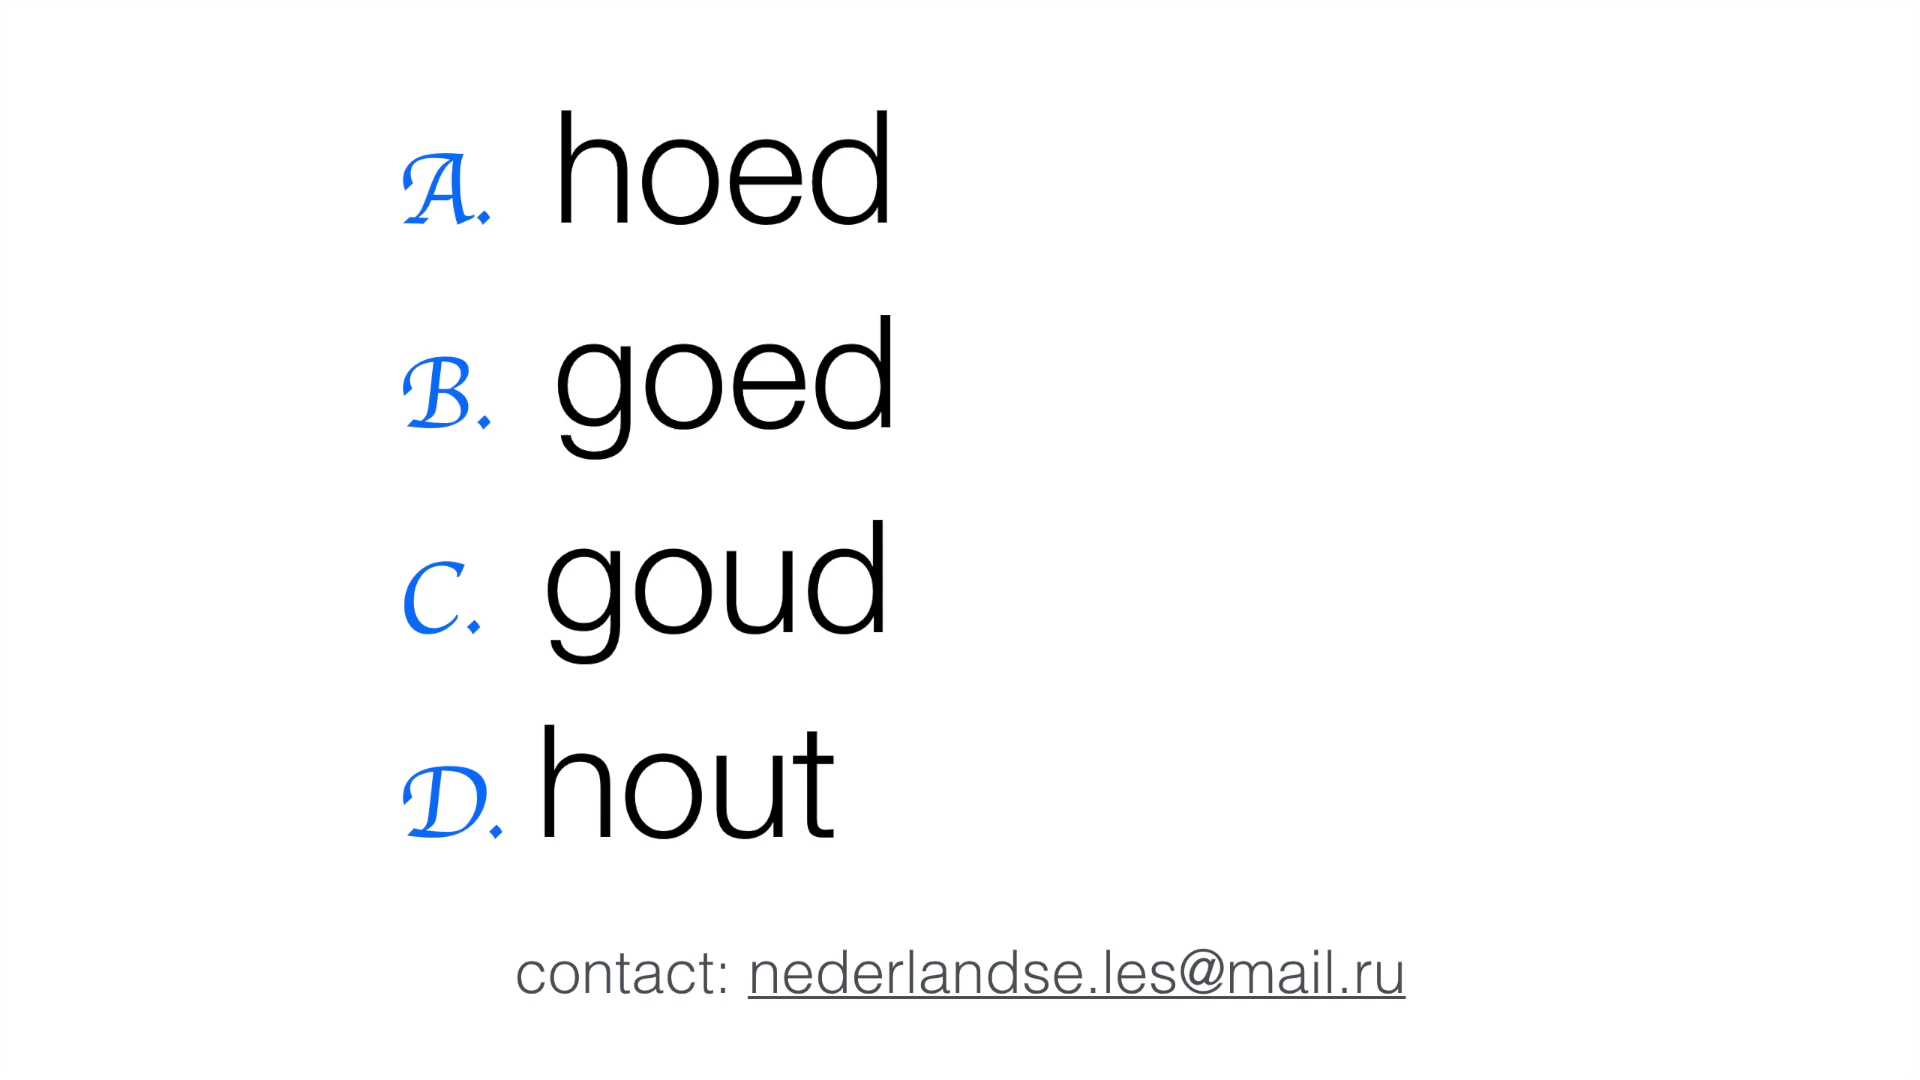 A. hoed
B. goed
C. goud
D. hout
contact: nederlandse.les@mail.ru